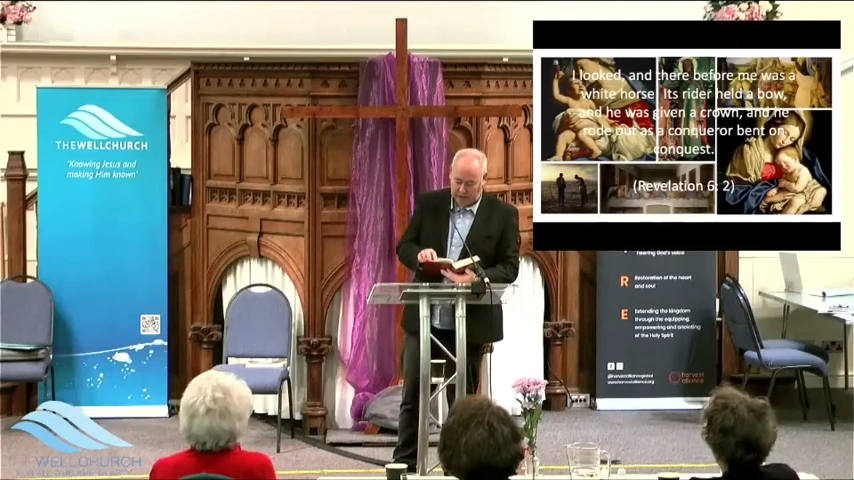 THEWELLCHURCH
'Knowing Jesus and
making Him known'
I looked, and there before me was a
white horse. Its rider held a bow,
and he was given a crown, and he
rode out as a conqueror bent on
conquest.
(Revelation 6: 2)
hearing God's voice
R
Restoration of the heart
and soul
E
Extending the kingdom
through the equipping,
empowering and anointing
of the Holy Spirit
harvest
alliance
WELLCHURCH